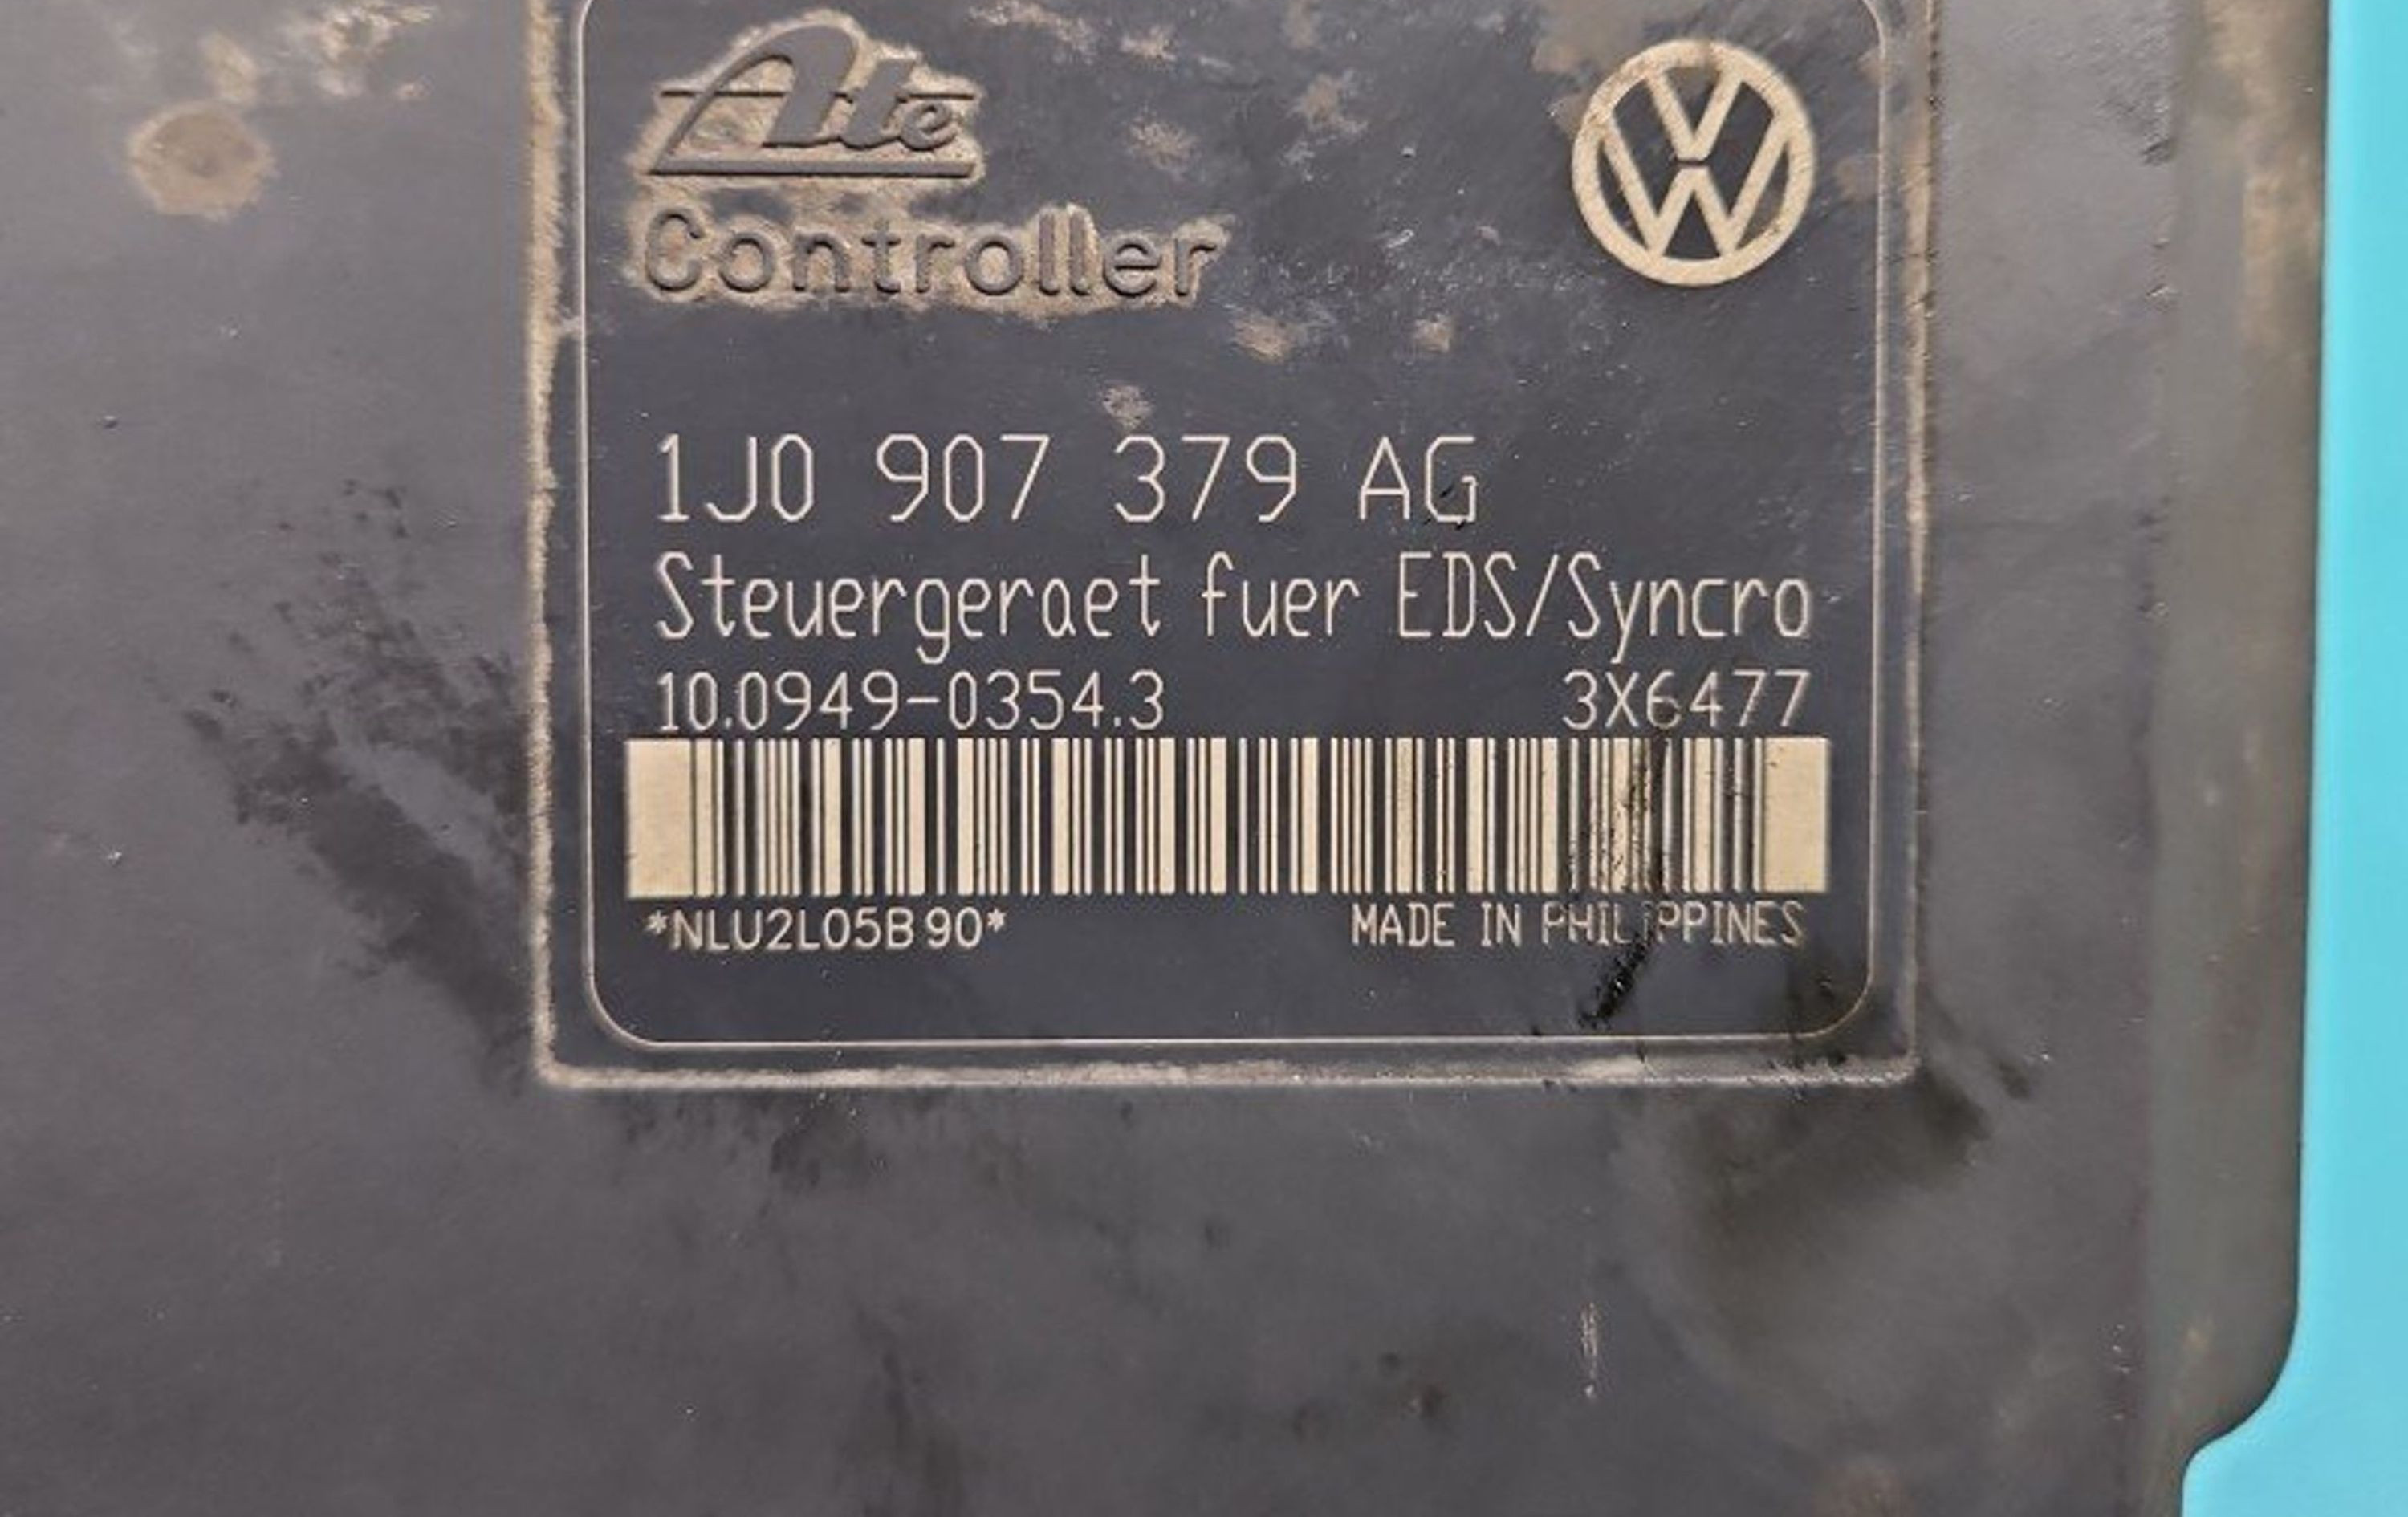 Ate
Controller
1J0 907 379 AG
Steuergeraet fuer EDS/Syncro
10.0949-0354.3 3X6477
*NLU2L05B90* MADE IN PHILIPPINES